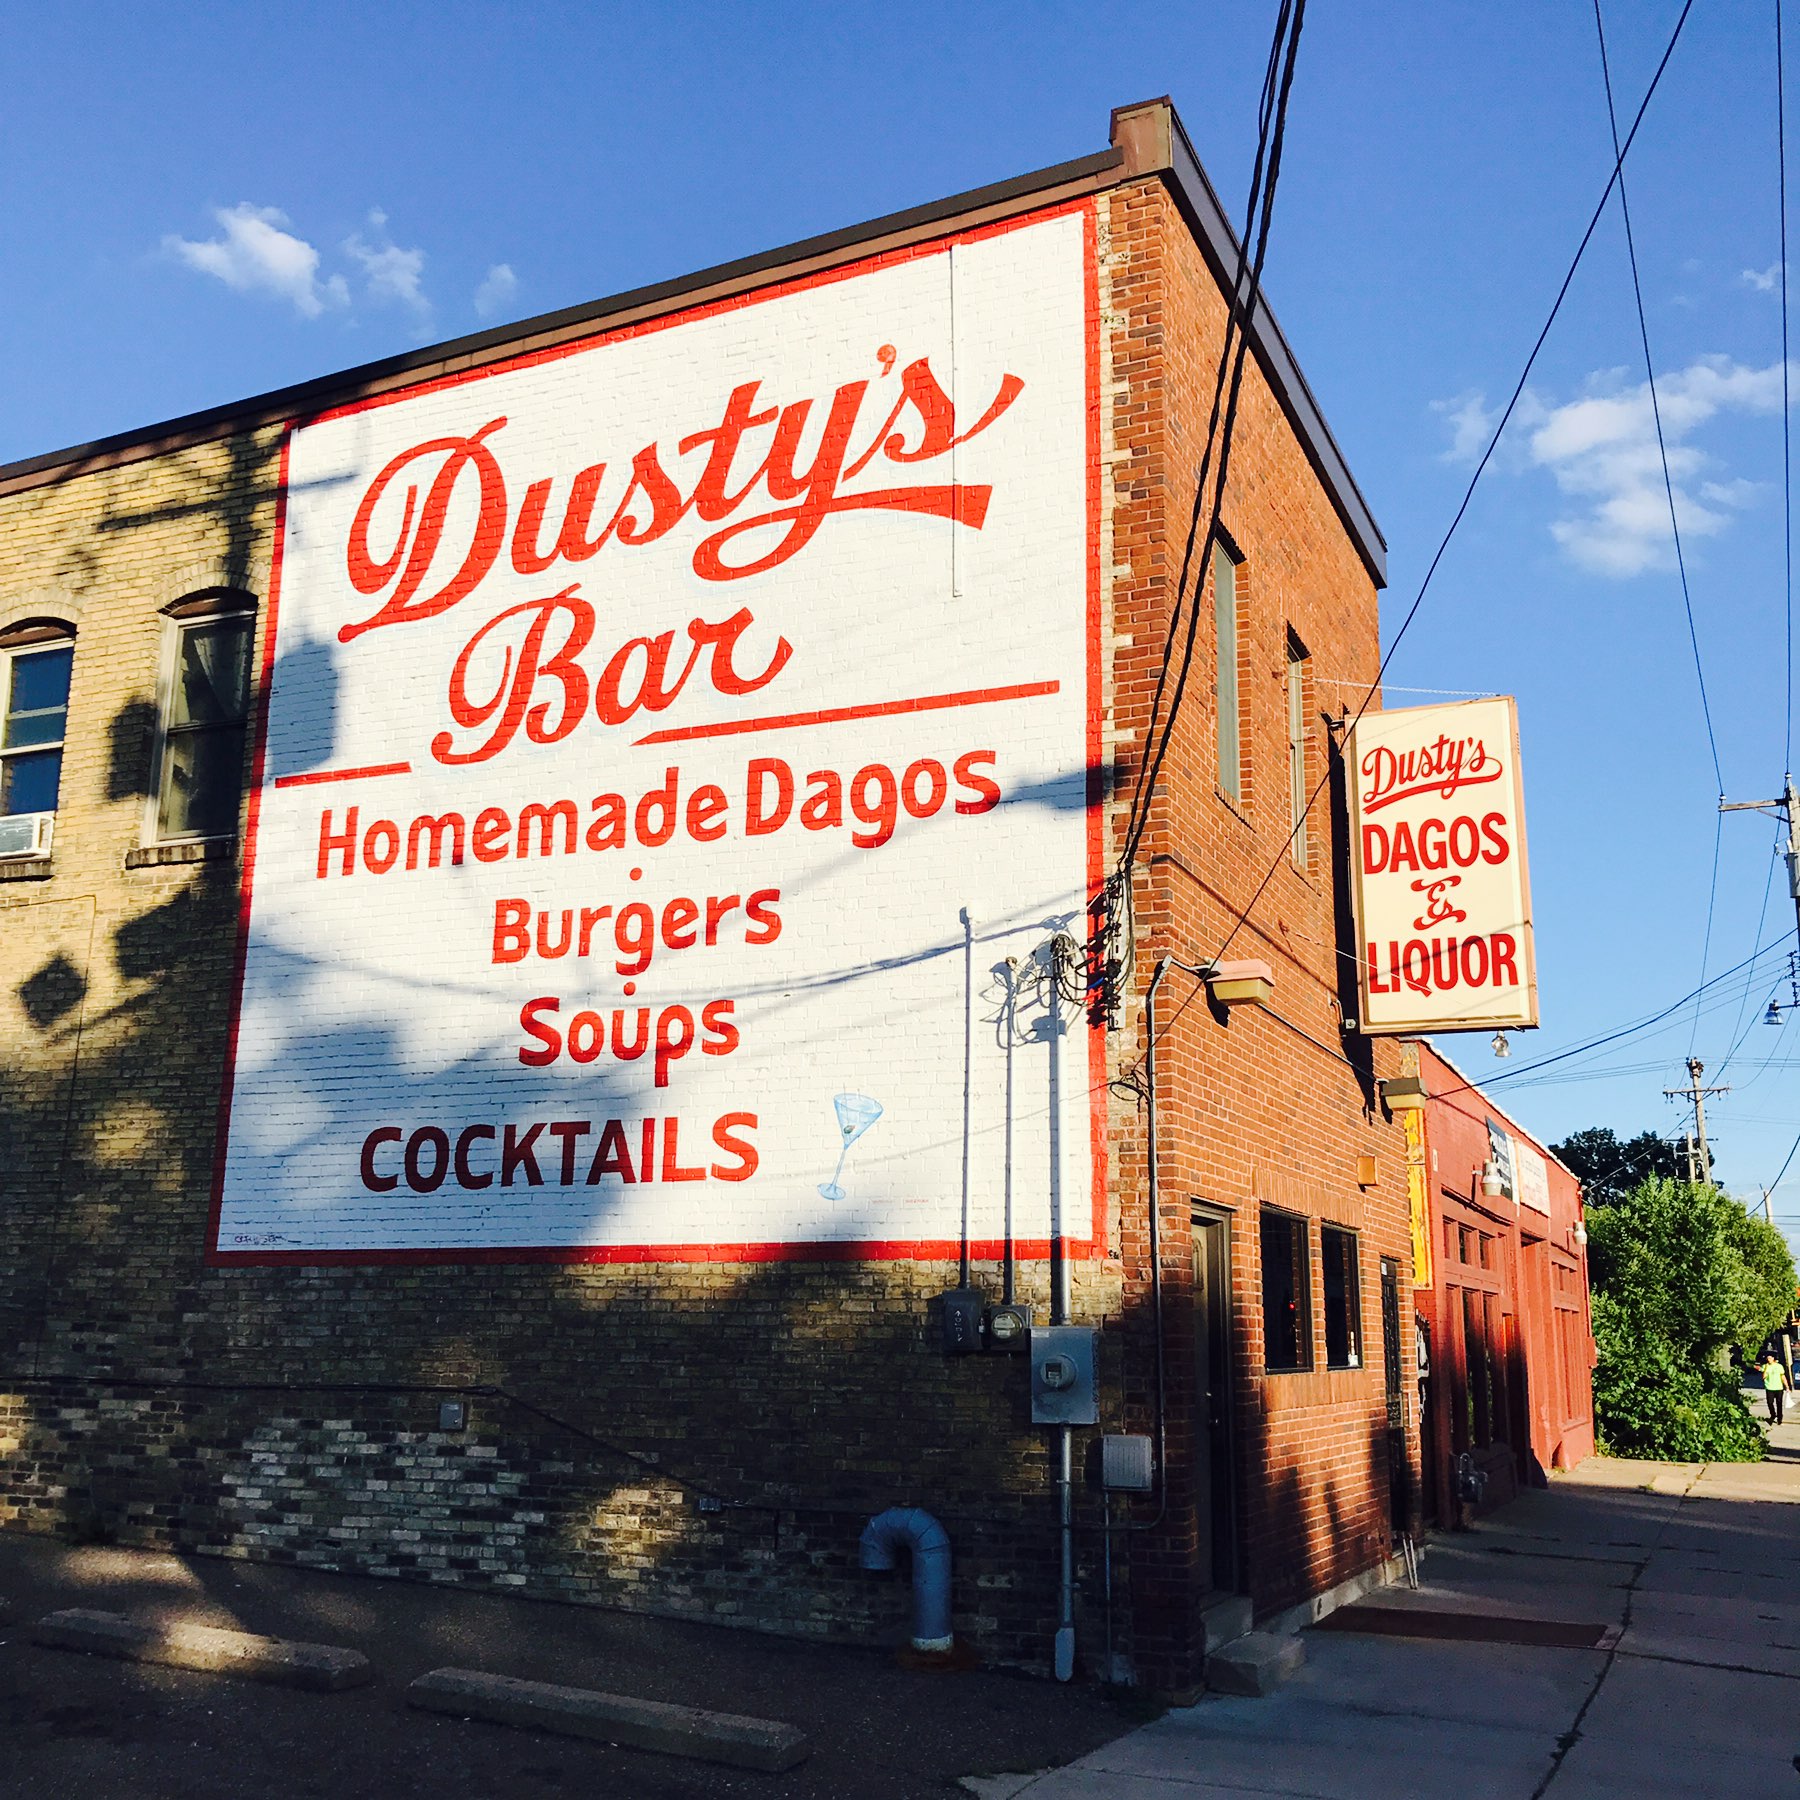 Dusty's
Bar
Homemade Dagos
•
Burgers
•
Soups
COCKTAILS
Dusty's
DAGOS
&
LIQUOR